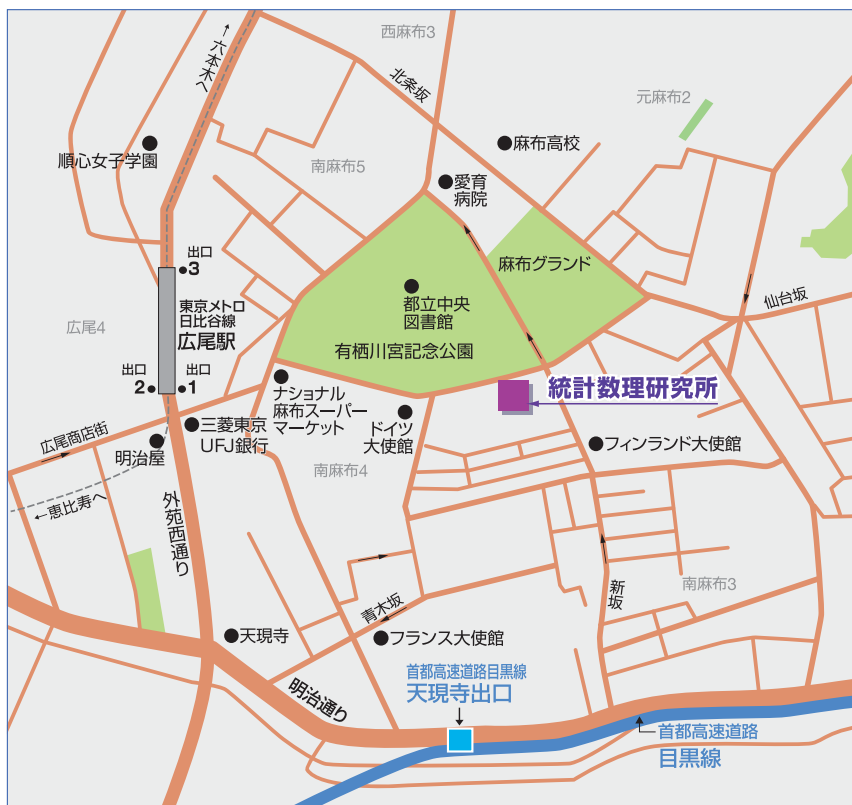 西麻布3
←六本木へ
北条坂
元麻布2
順心女子学園
麻布高校
南麻布5
愛育
病院
出口
3
麻布グランド
東京メトロ
日比谷線
広尾駅
都立中央
図書館
仙台坂
広尾4
有栖川宮記念公園
出口
2
出口
1
統計数理研究所
ナショナル
麻布スーパー
マーケット
ドイツ
大使館
三菱東京
UFJ銀行
広尾商店街
明治屋
フィンランド大使館
南麻布4
←恵比寿へ
外苑西通り
新坂
南麻布3
青木坂
天現寺
フランス大使館
首都高速道路目黒線
天現寺出口
明治通り
首都高速道路
目黒線